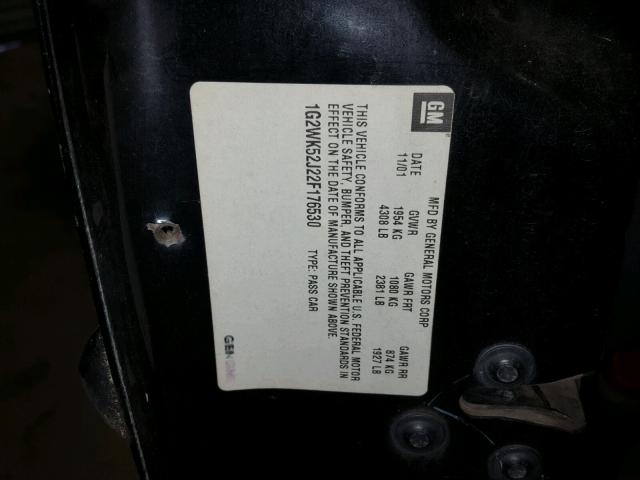 GM
MFD BY GENERAL MOTORS CORP
DATE GVWR GAWR FRT GAWR RR
11/01 1954 KG 1080 KG 874 KG
4308 LB 2381 LB 1927 LB
THIS VEHICLE CONFORMS TO ALL APPLICABLE U.S. FEDERAL MOTOR
VEHICLE SAFETY, BUMPER, AND THEFT PREVENTION STANDARDS IN
EFFECT ON THE DATE OF MANUFACTURE SHOWN ABOVE.
1G2WK52J22F176530 TYPE: PASS CAR